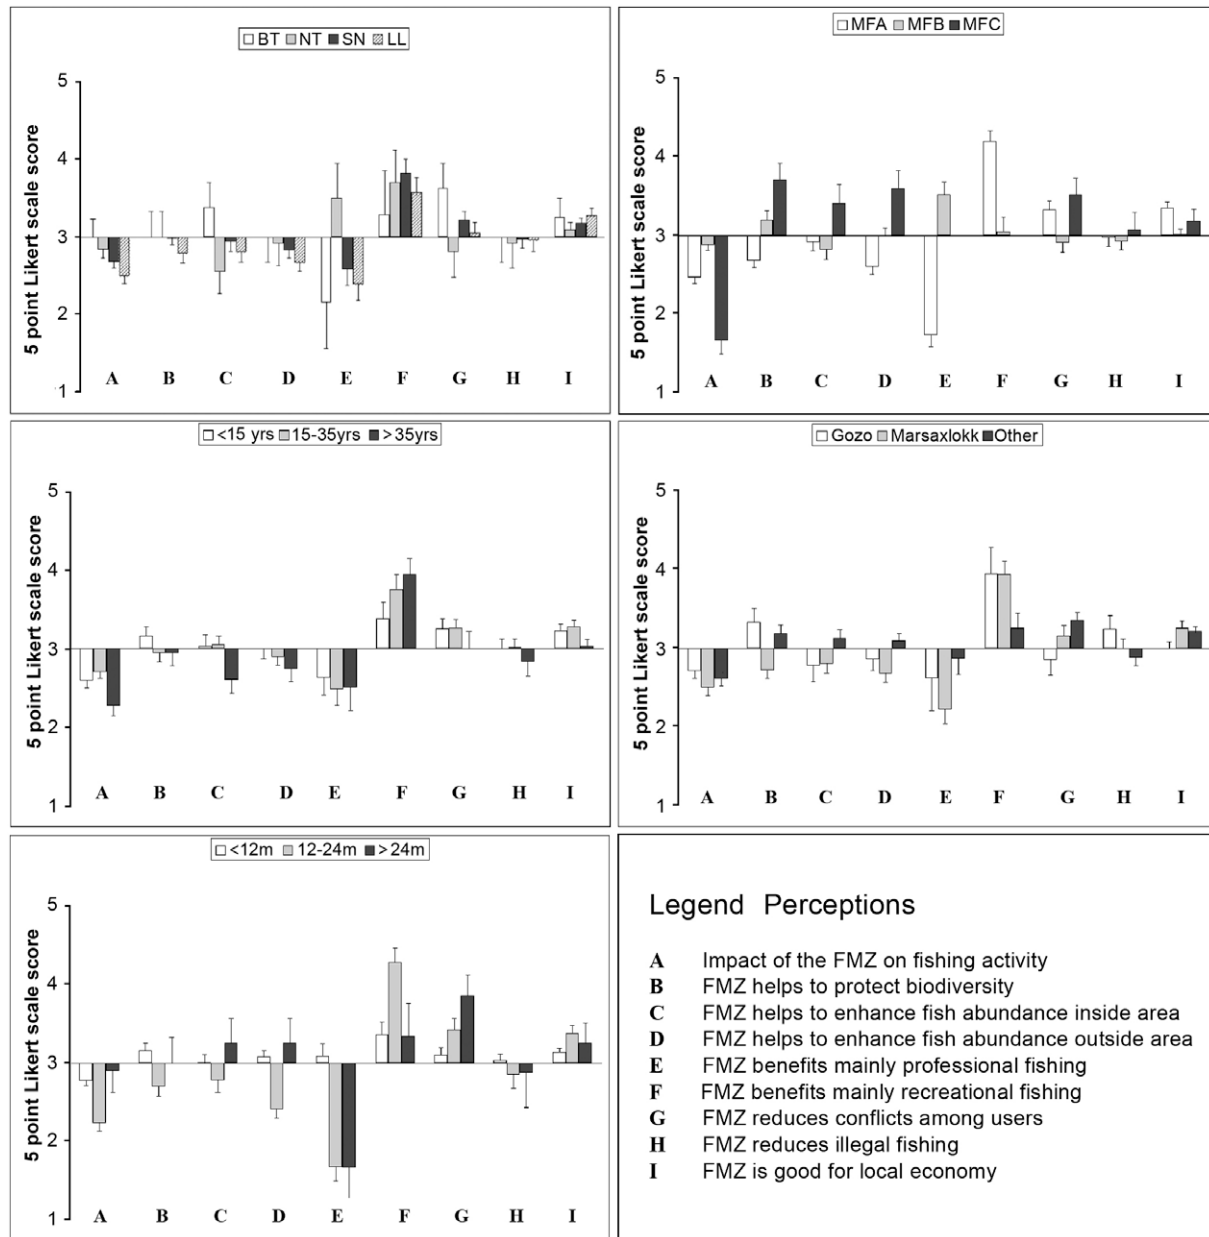 BT NT SN LL
5 point Likert scale score
5
4
3
2
1
A B C D E F G H I
MFA MFB MFC
5 point Likert scale score
5
4
3
2
1
A B C D E F G H I
<15 yrs 15-35yrs >35yrs
5 point Likert scale score
5
4
3
2
1
A B C D E F G H I
Gozo Marsaxlokk Other
5 point Likert scale score
5
4
3
2
1
A B C D E F G H I
<12m 12-24m >24m
5 point Likert scale score
5
4
3
2
1
A B C D E F G H I
Legend Perceptions
A Impact of the FMZ on fishing activity
B FMZ helps to protect biodiversity
C FMZ helps to enhance fish abundance inside area
D FMZ helps to enhance fish abundance outside area
E FMZ benefits mainly professional fishing
F FMZ benefits mainly recreational fishing
G FMZ reduces conflicts among users
H FMZ reduces illegal fishing
I FMZ is good for local economy